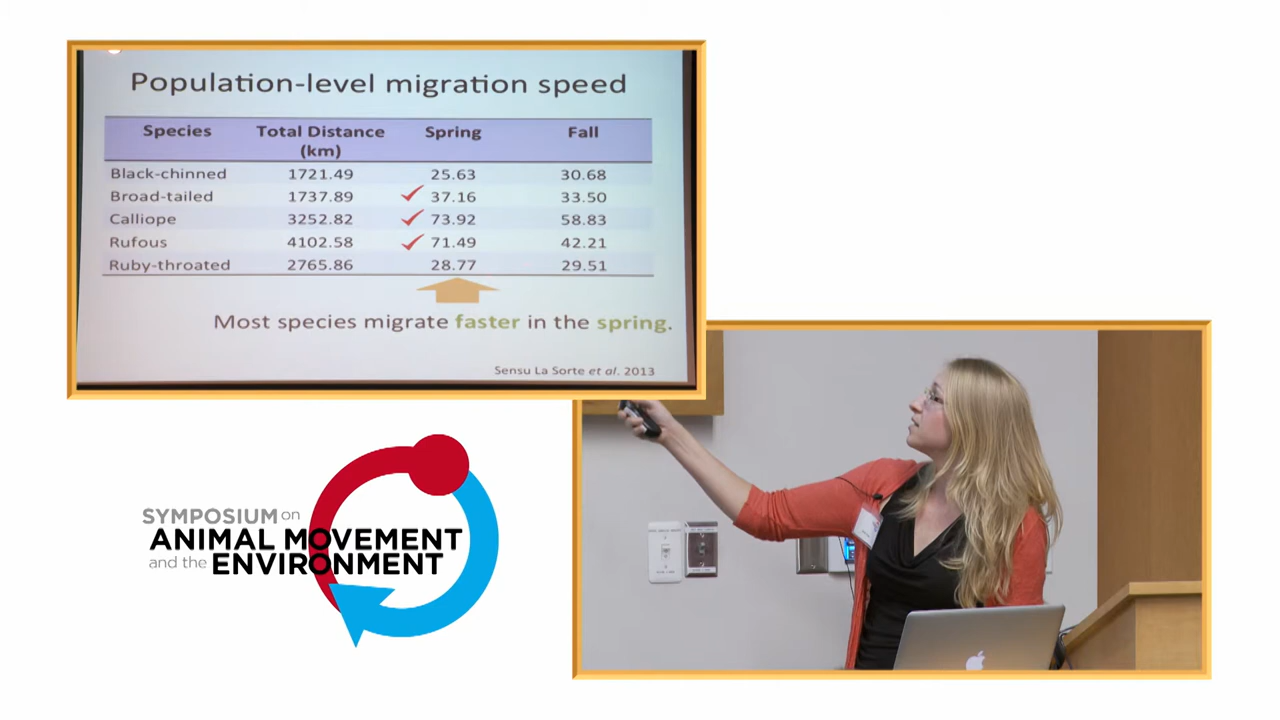 Population-level migration speed
Species Total Distance (km) Spring Fall
Black-chinned 1721.49 25.63 30.68
Broad-tailed 1737.89 37.16 33.50
Calliope 3252.82 73.92 58.83
Rufous 4102.58 71.49 42.21
Ruby-throated 2765.86 28.77 29.51
Most species migrate faster in the spring.
Sensu La Sorte et al. 2013
SYMPOSIUM on
ANIMAL MOVEMENT
and the ENVIRONMENT